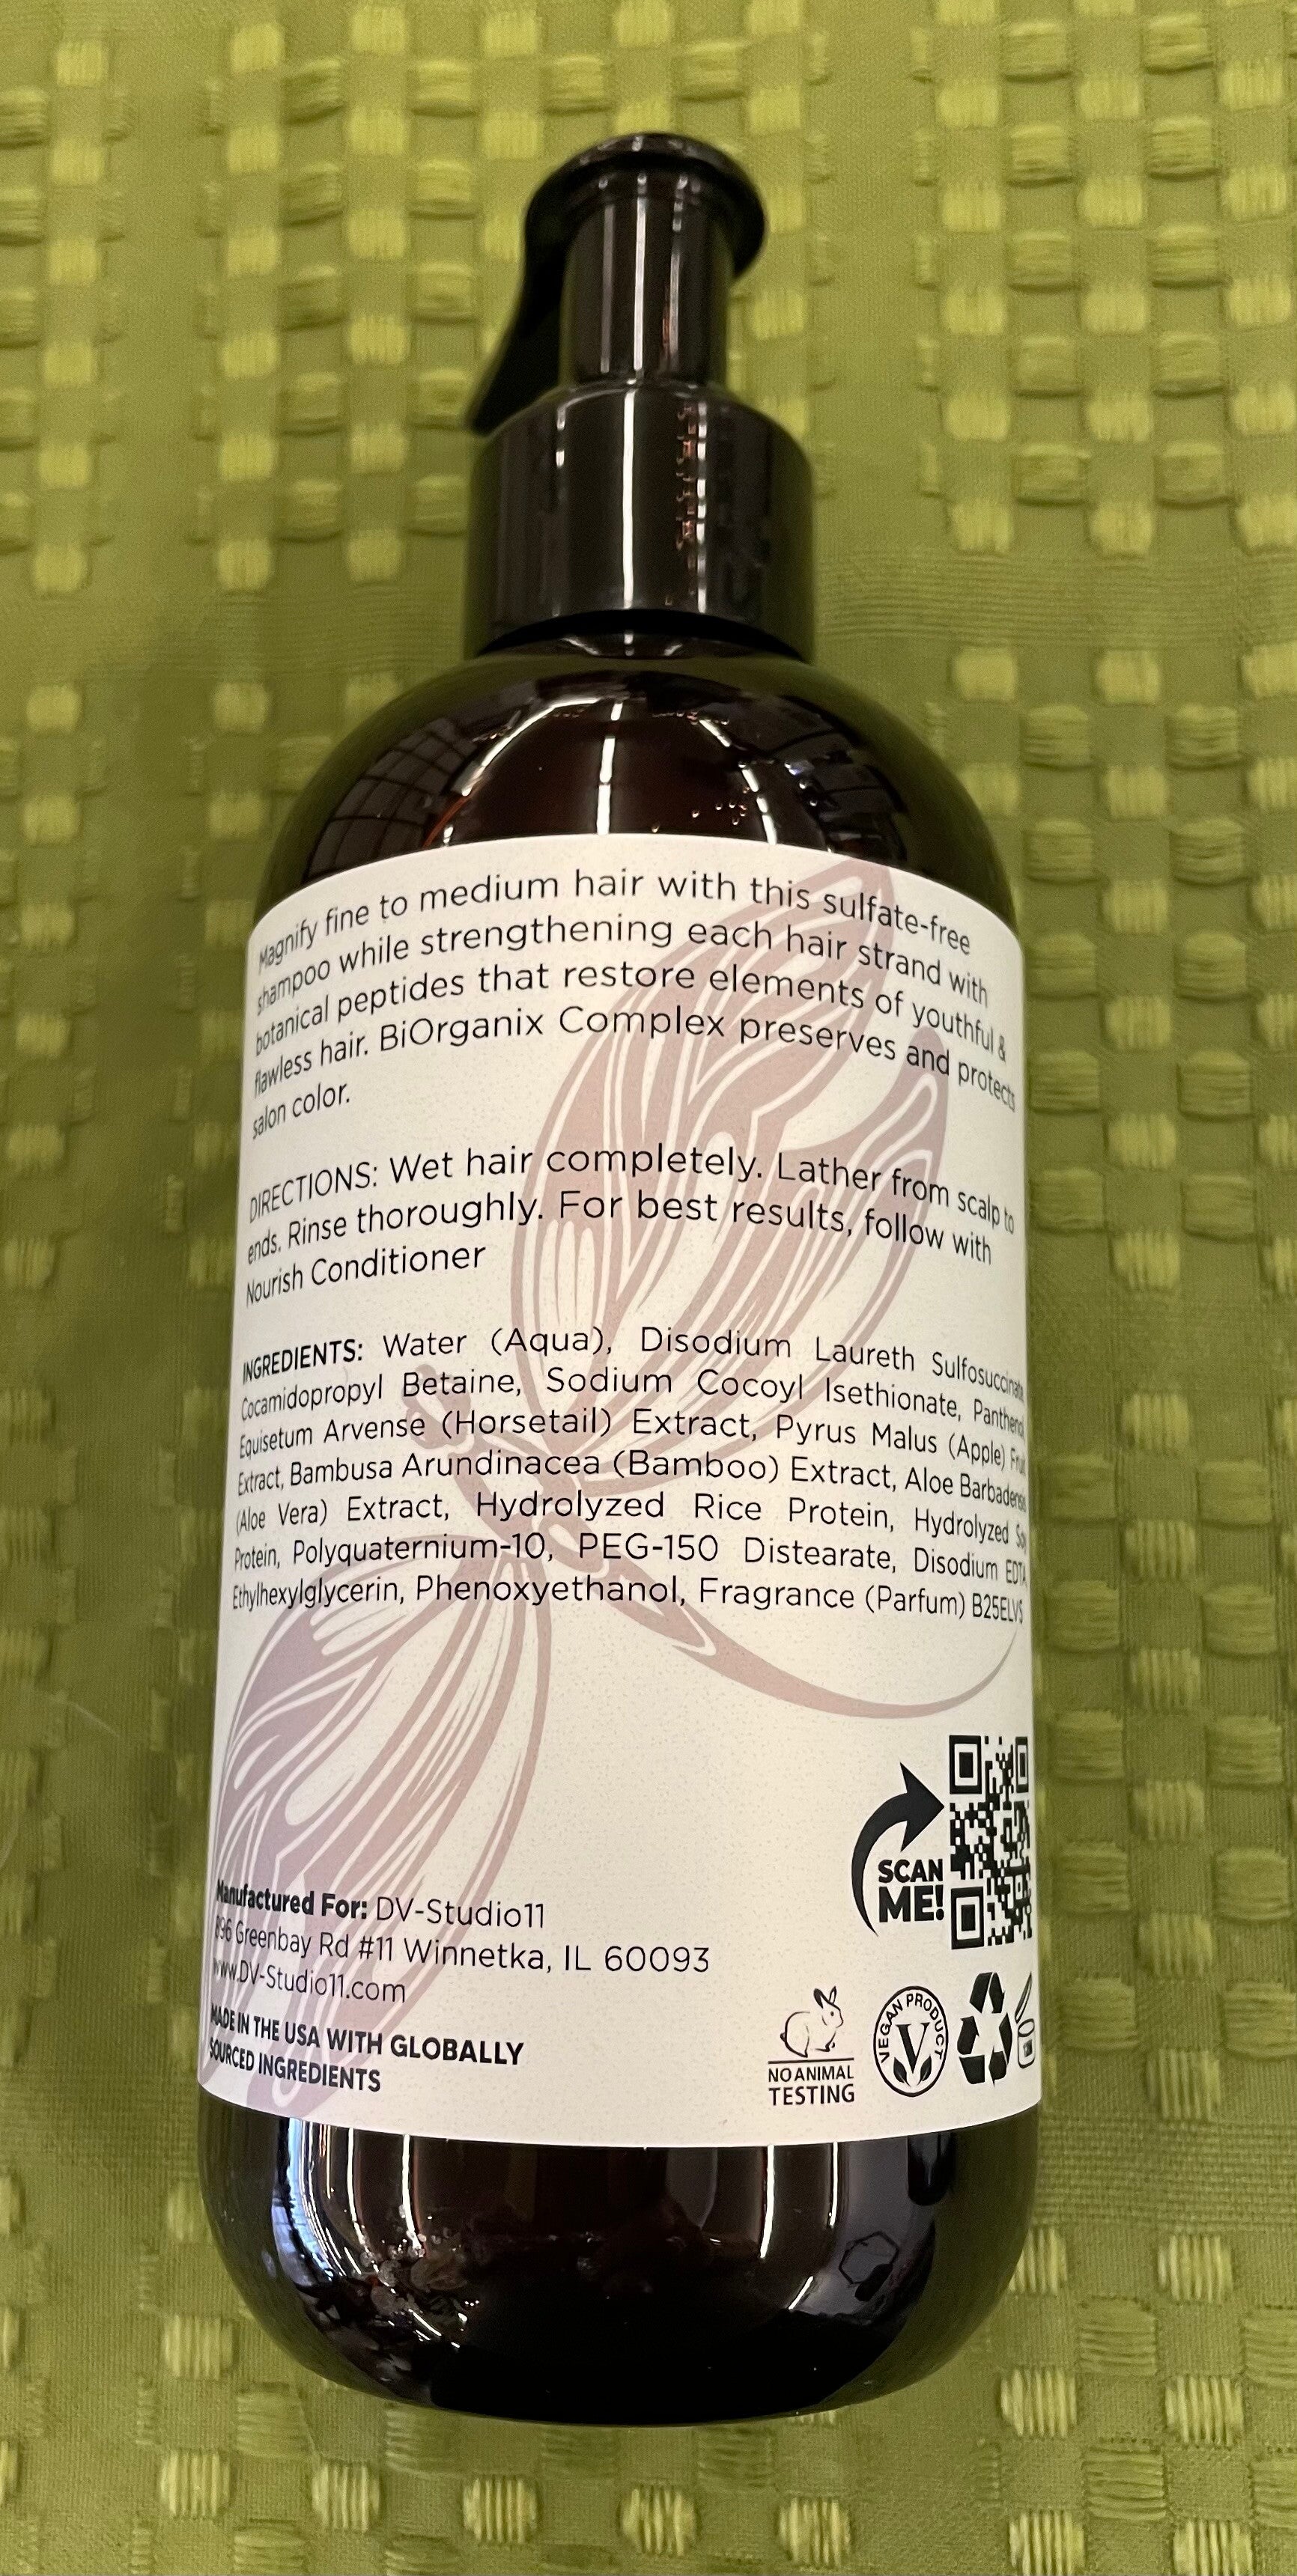 Magnify fine to medium hair with this sulfate-free
shampoo while strengthening each hair strand with
botanical peptides that restore elements of youthful &
flawless hair. BiOrganix Complex preserves and protects
salon color.
DIRECTIONS: Wet hair completely. Lather from scalp to
ends. Rinse thoroughly. For best results, follow with
Nourish Conditioner
INGREDIENTS: Water (Aqua), Disodium Laureth Sulfosuccinate,
Cocamidopropyl Betaine, Sodium Cocoyl Isethionate, Panthenol,
Equisetum Arvense (Horsetail) Extract, Pyrus Malus (Apple) Fruit
Extract, Bambusa Arundinacea (Bamboo) Extract, Aloe Barbadensis
(Aloe Vera) Extract, Hydrolyzed Rice Protein, Hydrolyzed Soy
Protein, Polyquaternium-10, PEG-150 Distearate, Disodium EDTA,
Ethylhexylglycerin, Phenoxyethanol, Fragrance (Parfum) B25ELVS
SCAN
ME!
Manufactured For: DV-Studio11
896 Greenbay Rd #11 Winnetka, IL 60093
www.DV-Studio11.com
MADE IN THE USA WITH GLOBALLY
SOURCED INGREDIENTS
NO ANIMAL
TESTING
VEGAN PRODUCT
V